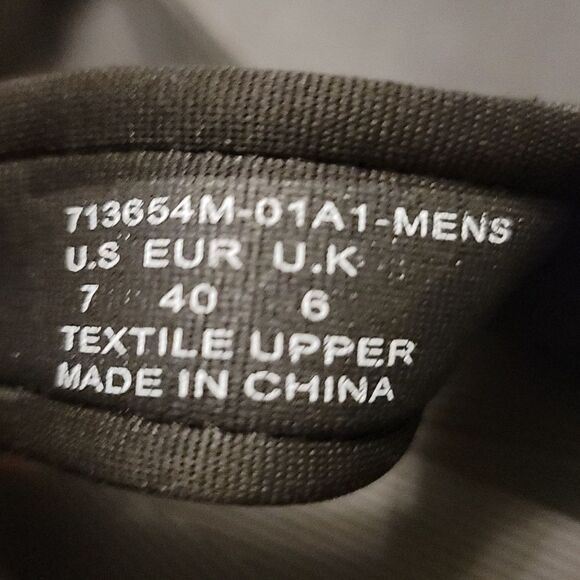 713654M-01A1-MENS
U.S EUR U.K
7 40 6
TEXTILE UPPER
MADE IN CHINA